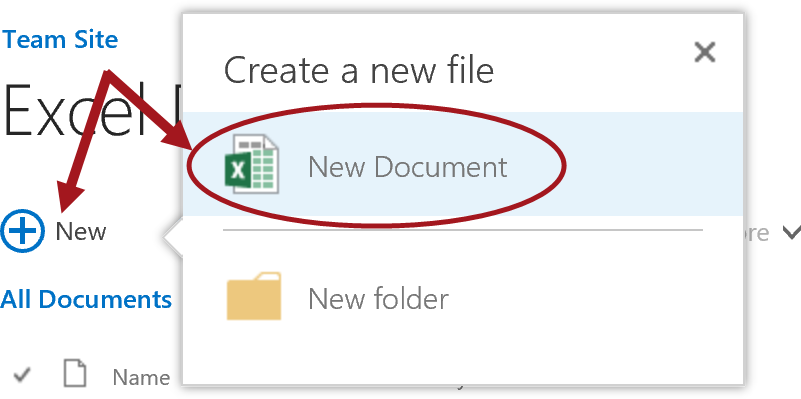 Team Site
Excel
Create a new file
New Document
New
New folder
All Documents
Name